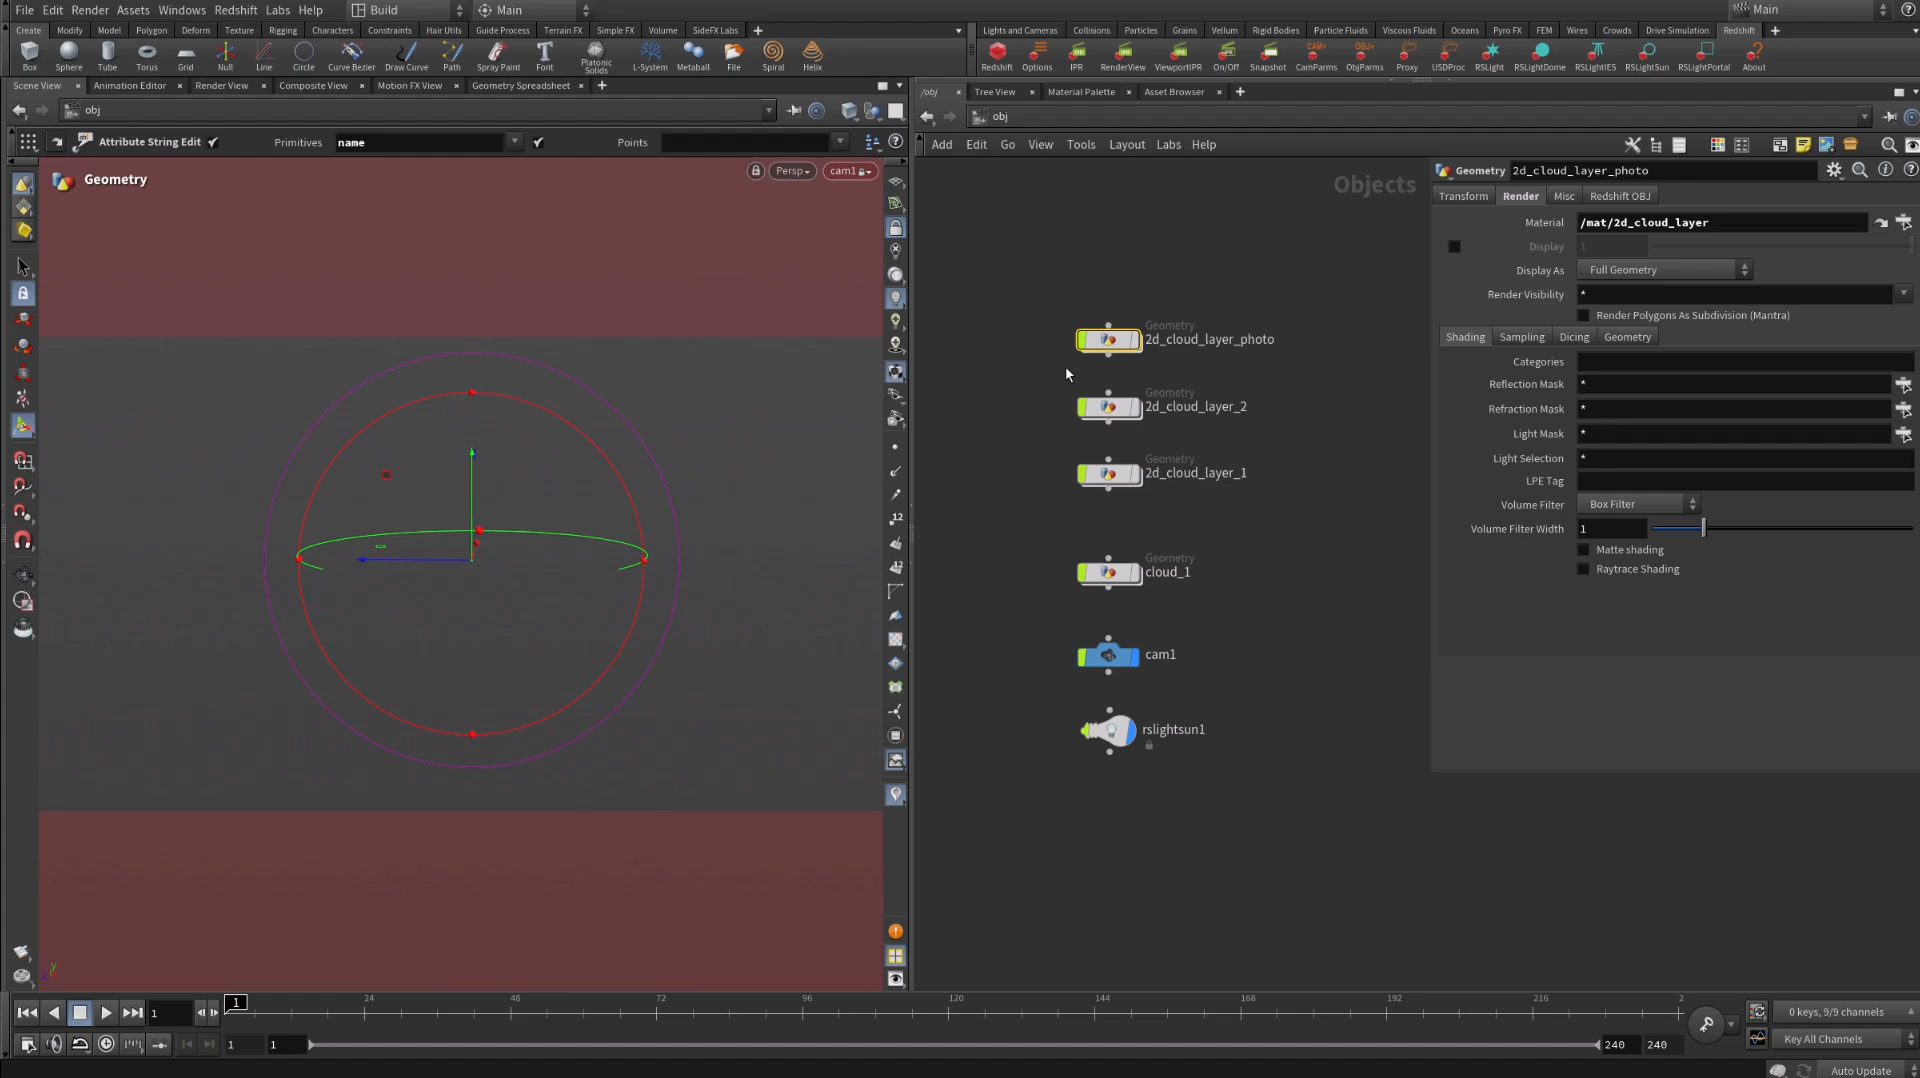 File Edit Render Assets Windows Redshift Labs Help Build Main Main
Create Modify Model Polygon Deform Texture Rigging Characters Constraints Hair Utils Guide Process Terrain FX Simple FX Volume SideFX Labs
Lights and Cameras Collisions Particles Grains Vellum Rigid Bodies Particle Fluids Viscous Fluids Oceans Pyro FX FEM Wires Crowds Drive Simulation Redshift
Box Sphere Tube Torus Grid Null Line Circle Curve Bezier Draw Curve Path Spray Paint Font Platonic Solids L-System Metaball File Spiral Helix
Redshift Options IPR RenderView ViewportIPR On/Off Snapshot CamParms ObjParms Proxy USDProc RSLight RSLightDome RSLightIES RSLightSun RSLightPortal About
Scene View Animation Editor Render View Composite View Motion FX View Geometry Spreadsheet
/obj Tree View Material Palette Asset Browser
obj
obj
Attribute String Edit Primitives name Points
Add Edit Go View Tools Layout Labs Help
Geometry Persp cam1
Objects
Geometry
2d_cloud_layer_photo
Geometry
2d_cloud_layer_2
Geometry
2d_cloud_layer_1
Geometry
cloud_1
cam1
rslightsun1
Geometry 2d_cloud_layer_photo
Transform Render Misc Redshift OBJ
Material /mat/2d_cloud_layer
Display 1
Display As Full Geometry
Render Visibility *
Render Polygons As Subdivision (Mantra)
Shading Sampling Dicing Geometry
Categories
Reflection Mask *
Refraction Mask *
Light Mask *
Light Selection *
LPE Tag
Volume Filter Box Filter
Volume Filter Width 1
Matte shading
Raytrace Shading
12
12
y
1 1 24 48 72 96 120 144 168 192 216 2
0 keys, 9/9 channels
1 1 240 240
Key All Channels
Auto Update